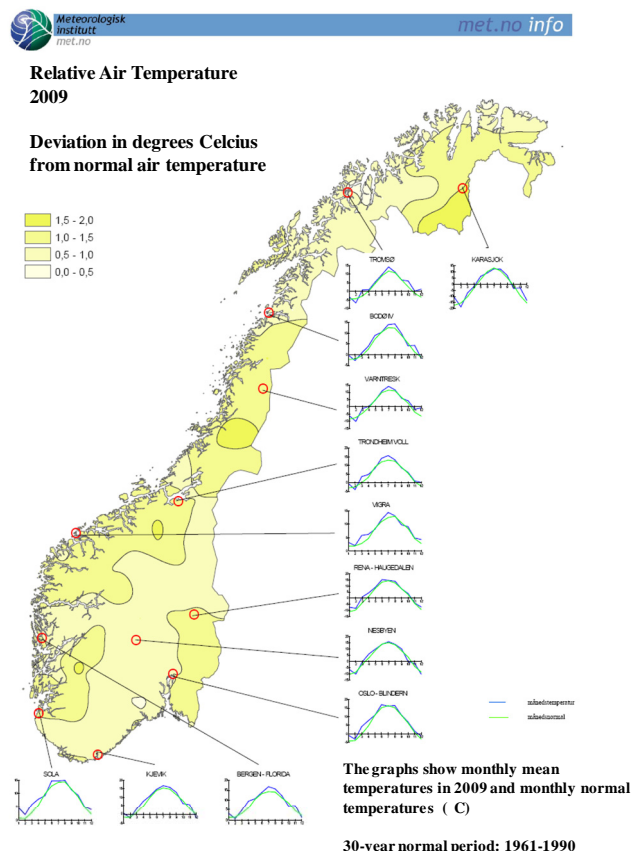 Meteorologisk
institutt
met.no
met.no info
Relative Air Temperature
2009
Deviation in degrees Celcius
from normal air temperature
1,5 - 2,0
1,0 - 1,5
0,5 - 1,0
0,0 - 0,5
TROMSØ
KARASJOK
BODØ IV
VARNTRESK
TRONDHEIM VOLL
VIGRA
RENA - HAUGEDALEN
NESBYEN
OSLO - BLINDERN
månedstemperatur
månedsnormal
SOLA
KJEVIK
BERGEN - FLORIDA
The graphs show monthly mean
temperatures in 2009 and monthly normal
temperatures ( C)
30-year normal period: 1961-1990